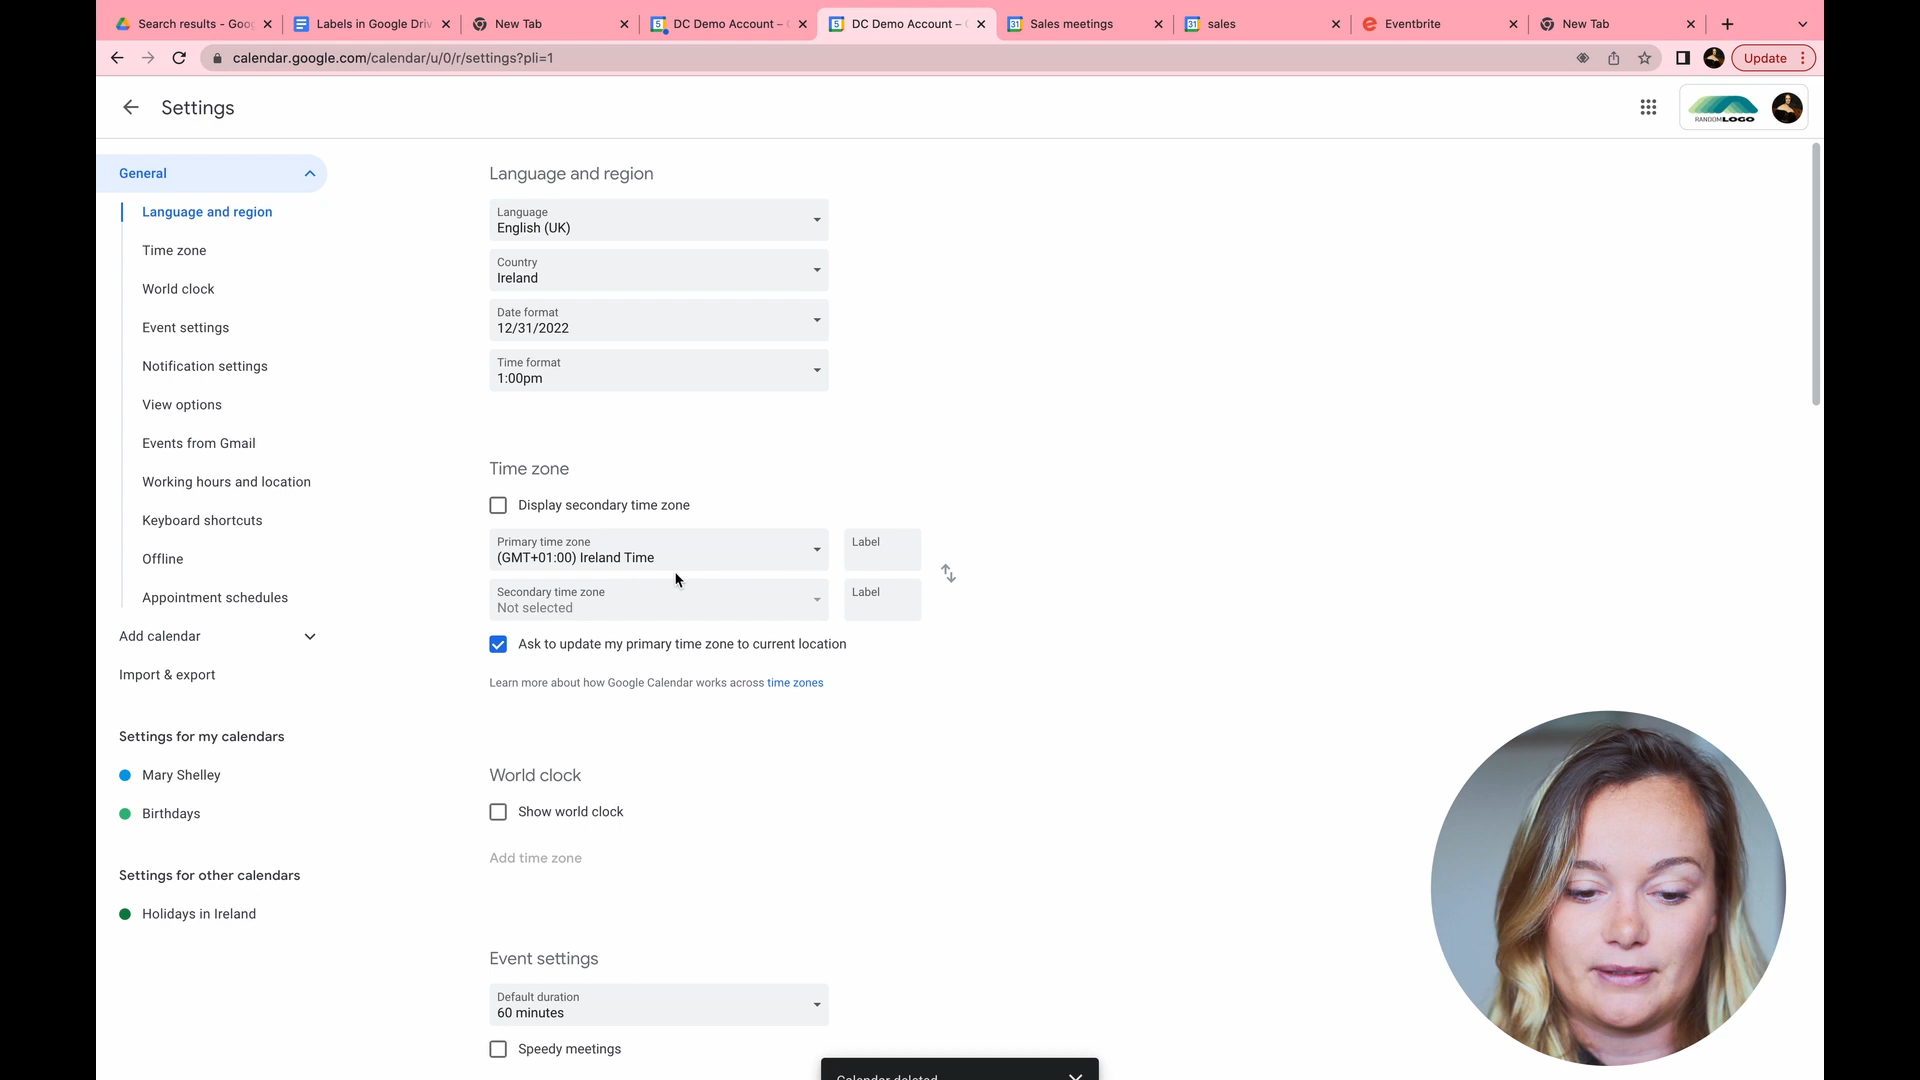 Search results - Goo
Labels in Google Driv
New Tab
DC Demo Account –
DC Demo Account –
Sales meetings
sales
Eventbrite
New Tab
calendar.google.com/calendar/u/0/r/settings?pli=1
Update
Settings
RANDOMLOGO
General
Language and region
Time zone
World clock
Event settings
Notification settings
View options
Events from Gmail
Working hours and location
Keyboard shortcuts
Offline
Appointment schedules
Add calendar
Import & export
Settings for my calendars
Mary Shelley
Birthdays
Settings for other calendars
Holidays in Ireland
Language and region
Language
English (UK)
Country
Ireland
Date format
12/31/2022
Time format
1:00pm
Time zone
Display secondary time zone
Primary time zone
(GMT+01:00) Ireland Time
Label
Secondary time zone
Not selected
Label
Ask to update my primary time zone to current location
Learn more about how Google Calendar works across time zones
World clock
Show world clock
Add time zone
Event settings
Default duration
60 minutes
Speedy meetings
Calendar deleted